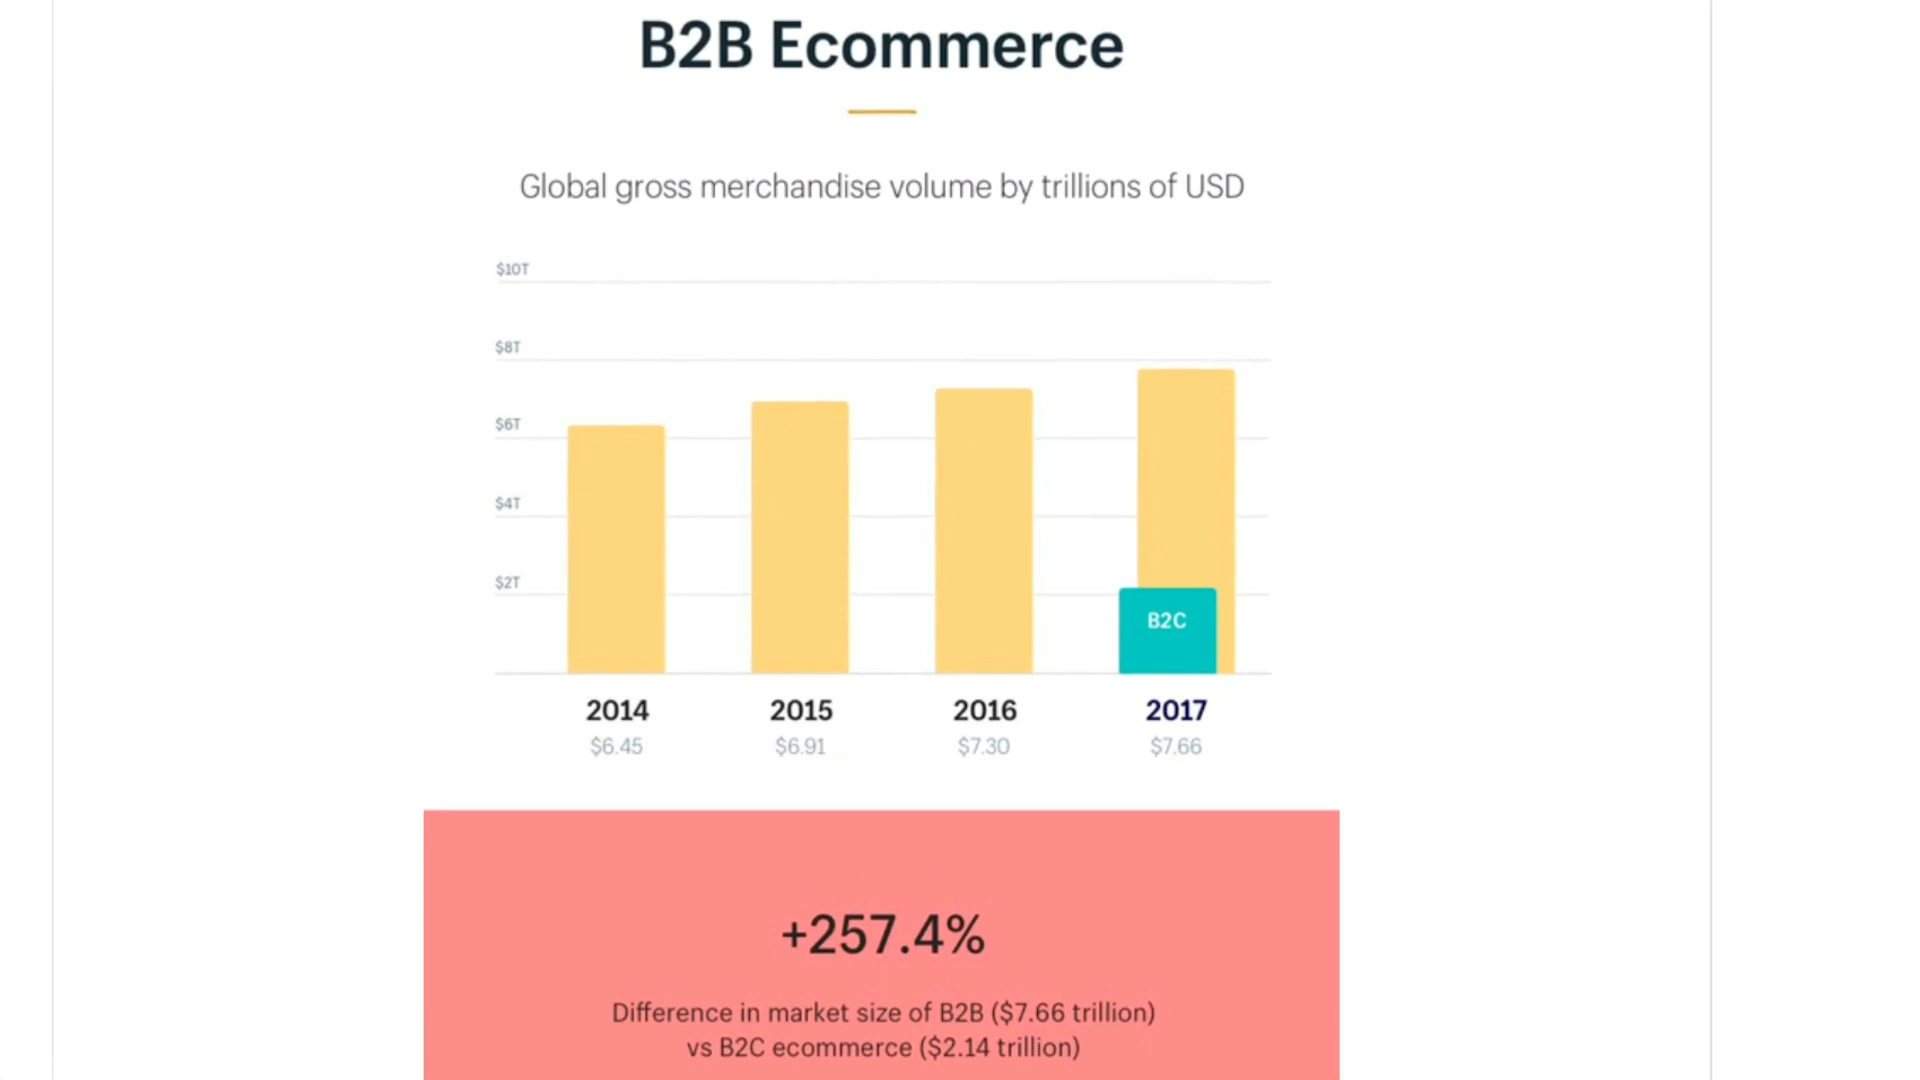 B2B Ecommerce
Global gross merchandise volume by trillions of USD
$10T
$8T
$6T
$4T
$2T
B2C
2014 2015 2016 2017
$6.45 $6.91 $7.30 $7.66
+257.4%
Difference in market size of B2B ($7.66 trillion)
vs B2C ecommerce ($2.14 trillion)